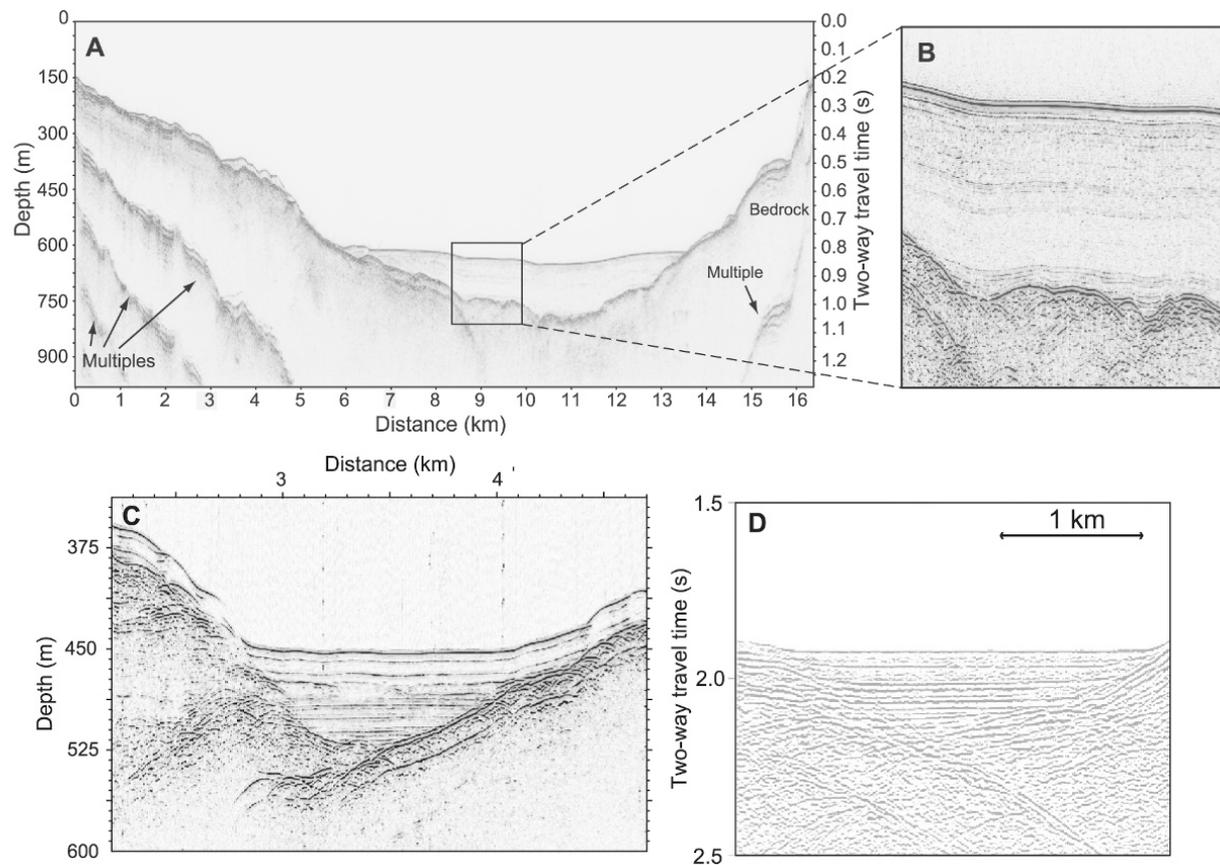 A
B
0
150
300
450
600
750
900
Depth (m)
0.0
0.1
0.2
0.3
0.4
0.5
0.6
0.7
0.8
0.9
1.0
1.1
1.2
Two-way travel time (s)
Bedrock
Multiple
Multiples
0 1 2 3 4 5 6 7 8 9 10 11 12 13 14 15 16
Distance (km)
Distance (km)
3 4
C
375
450
525
600
Depth (m)
D
1 km
1.5
2.0
2.5
Two-way travel time (s)